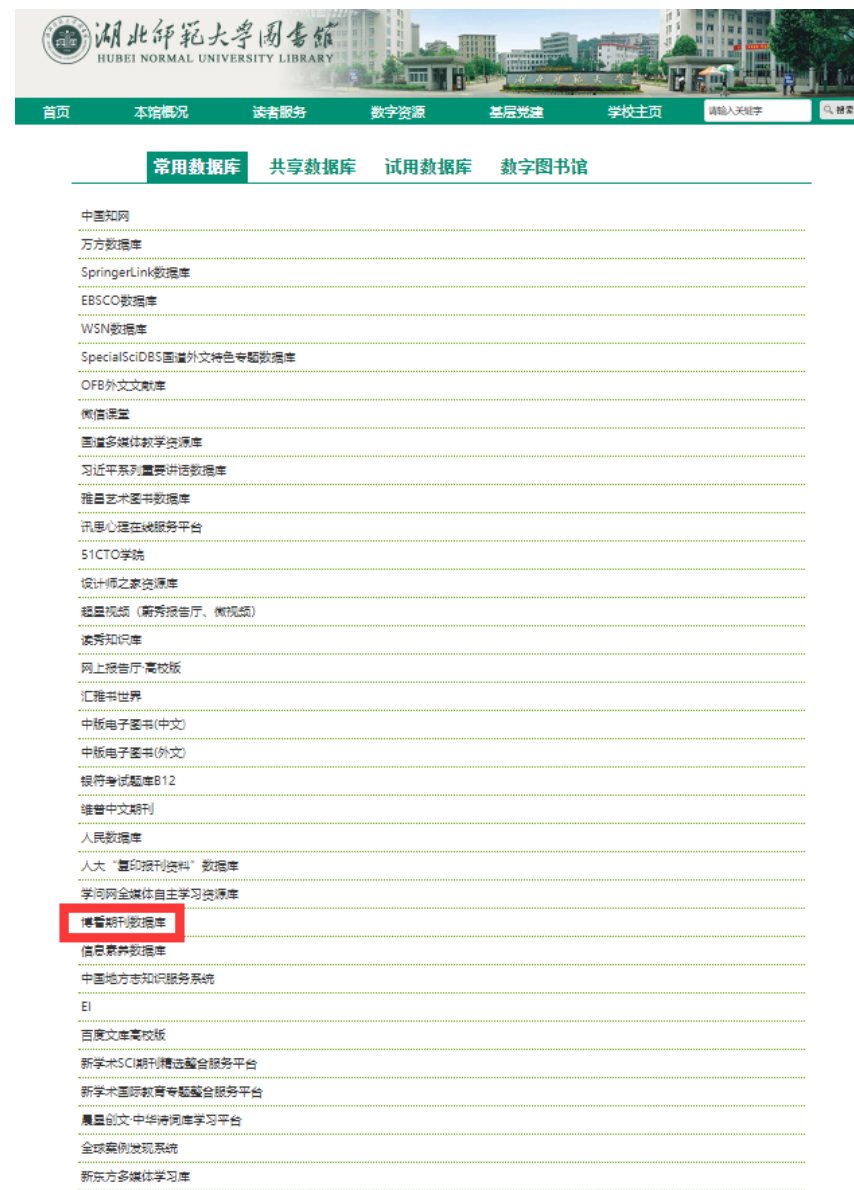 湖北师范大学图书馆
HUBEI NORMAL UNIVERSITY LIBRARY
首页 本馆概况 读者服务 数字资源 基层党建 学校主页 请输入关键字 搜索
常用数据库 共享数据库 试用数据库 数字图书馆
中国知网
万方数据库
SpringerLink数据库
EBSCO数据库
WSN数据库
SpecialSciDBS国道外文特色专题数据库
OFB外文文献库
微信课堂
国道多媒体教学资源库
习近平系列重要讲话数据库
雅昌艺术图书数据库
讯思心理在线服务平台
51CTO学院
设计师之家资源库
超星视频（蔚秀报告厅、微视频）
读秀知识库
网上报告厅·高校版
汇雅书世界
中版电子图书(中文)
中版电子图书(外文)
银符考试题库B12
维普中文期刊
人民数据库
人大“复印报刊资料”数据库
学问网全媒体自主学习资源库
博看期刊数据库
信息素养数据库
中国地方志知识服务系统
EI
百度文库高校版
新学术SCI期刊精选整合服务平台
新学术国际教育专题整合服务平台
晨星创文·中华诗词库学习平台
全球案例发现系统
新东方多媒体学习库